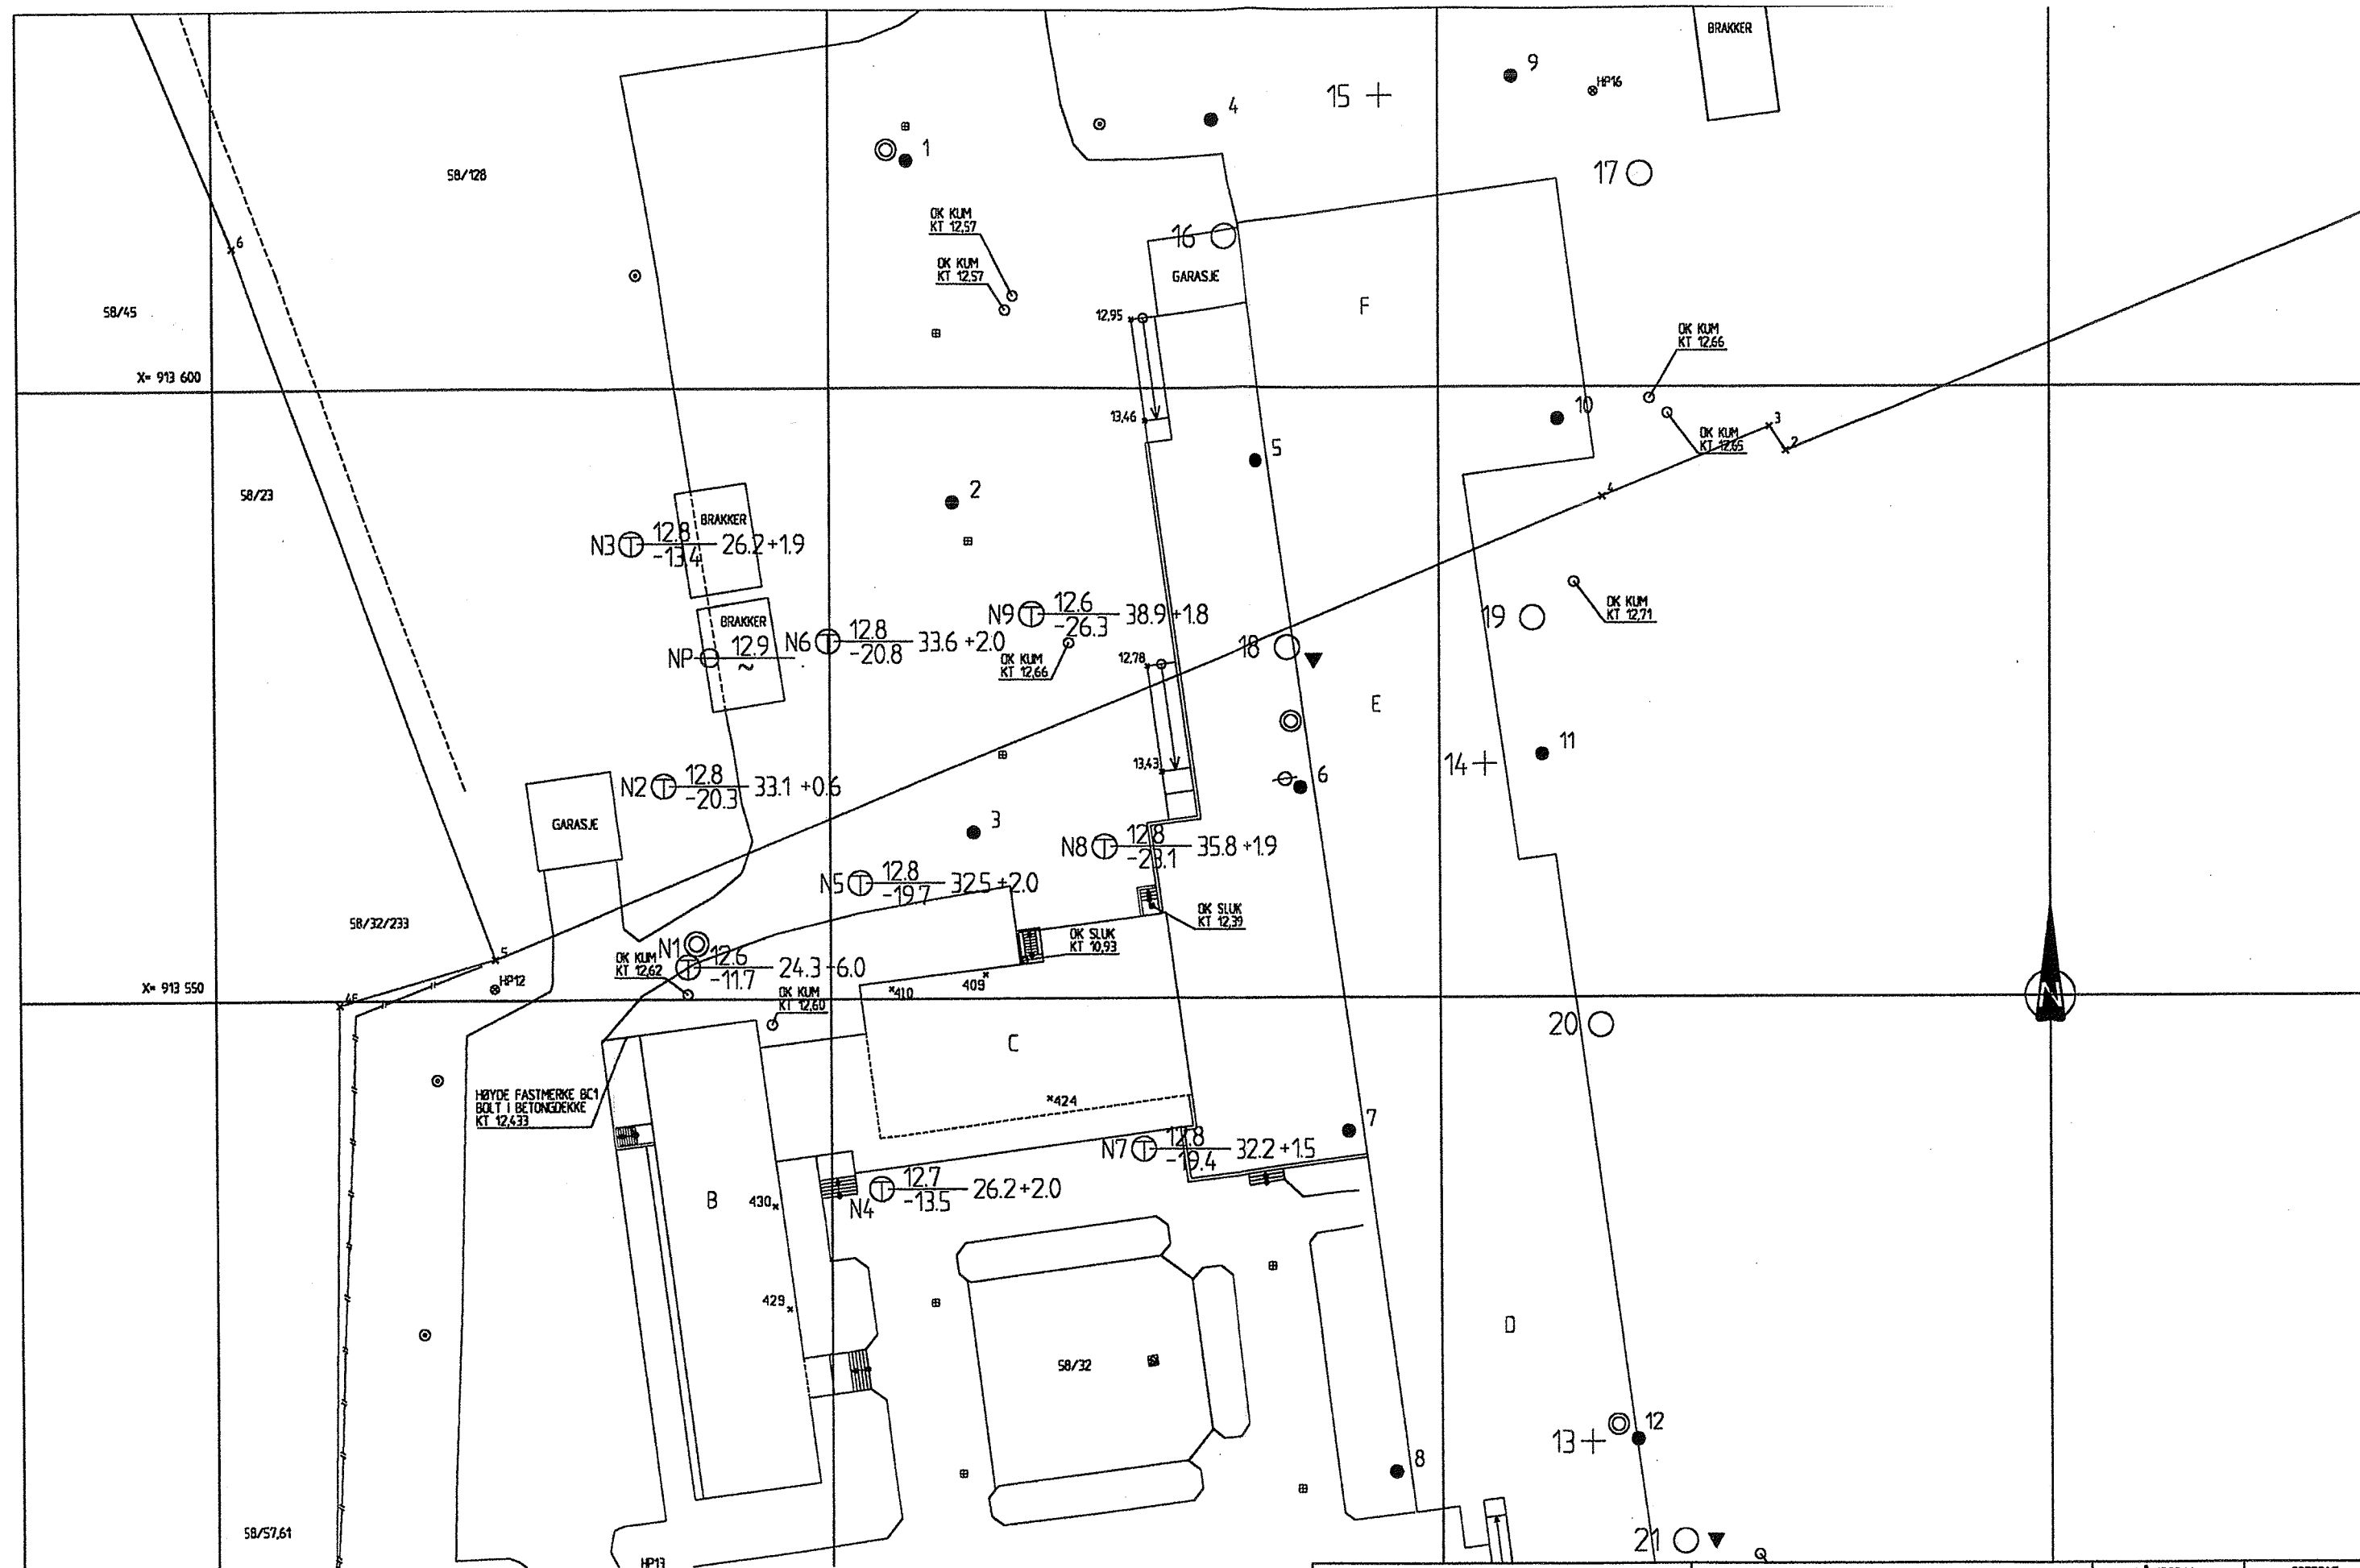 BRAKKER
9
HP16
15
4
1
17
58/128
OK KUM
KT 12,57
16
6
OK KUM
KT 12,57
GARASJE
58/45
12,95
F
OK KUM
KT 12,66
X= 913 600
13,46
10
3
OK KUM
KT 12,65
2
5
58/23
2
4
BRAKKER
N3
12.8
-13.4
26.2+1.9
N9
12.6
-26.3
38.9 +1.8
19
OK KUM
KT 12,71
BRAKKER
N6
12.8
-20.8
33.6 +2.0
NP
12.9
~
OK KUM
KT 12,66
12,78
18
E
N2
12.8
-20.3
33.1 +0.6
13,43
14
11
6
GARASJE
3
N8
12.8
-23.1
35.8 +1.9
N5
12.8
-19.7
32.5 +2.0
58/32/233
OK SLUK
KT 12,39
OK SLUK
KT 10,93
5
N1
12.6
-11.7
24.3+6.0
OK KUM
KT 12,62
HP12
X= 913 550
410
409
OK KUM
KT 12,60
N
20
C
HØYDE FASTMERKE BC1
BOLT I BETONGDEKKE
KT 12,433
424
7
N7
12.8
-19.4
32.2 +1.5
B
430
N4
12.7
-13.5
26.2+2.0
429
D
58/32
12
13
8
58/57,61
21
HP13